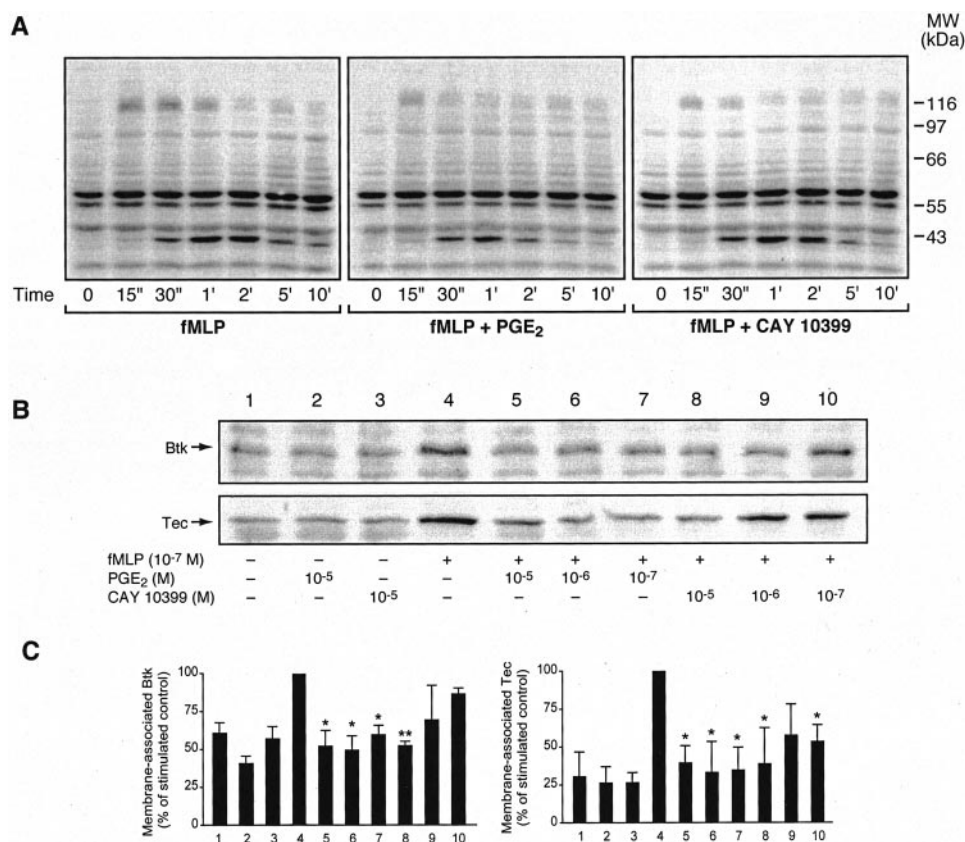 A
MW
(kDa)
116
97
66
55
43
Time 0 15" 30" 1' 2' 5' 10' 0 15" 30" 1' 2' 5' 10' 0 15" 30" 1' 2' 5' 10'
fMLP fMLP + PGE₂ fMLP + CAY 10399
B
1 2 3 4 5 6 7 8 9 10
Btk
Tec
fMLP (10⁻⁷ M) – – – + + + + + + +
PGE₂ (M) – 10⁻⁵ – – 10⁻⁵ 10⁻⁶ 10⁻⁷
CAY 10399 (M) – – 10⁻⁵ – – – – 10⁻⁵ 10⁻⁶ 10⁻⁷
C
Membrane-associated Btk
(% of stimulated control)
100
75
50
25
0
* * * **
1 2 3 4 5 6 7 8 9 10
Membrane-associated Tec
(% of stimulated control)
100
75
50
25
0
* * * * *
1 2 3 4 5 6 7 8 9 10